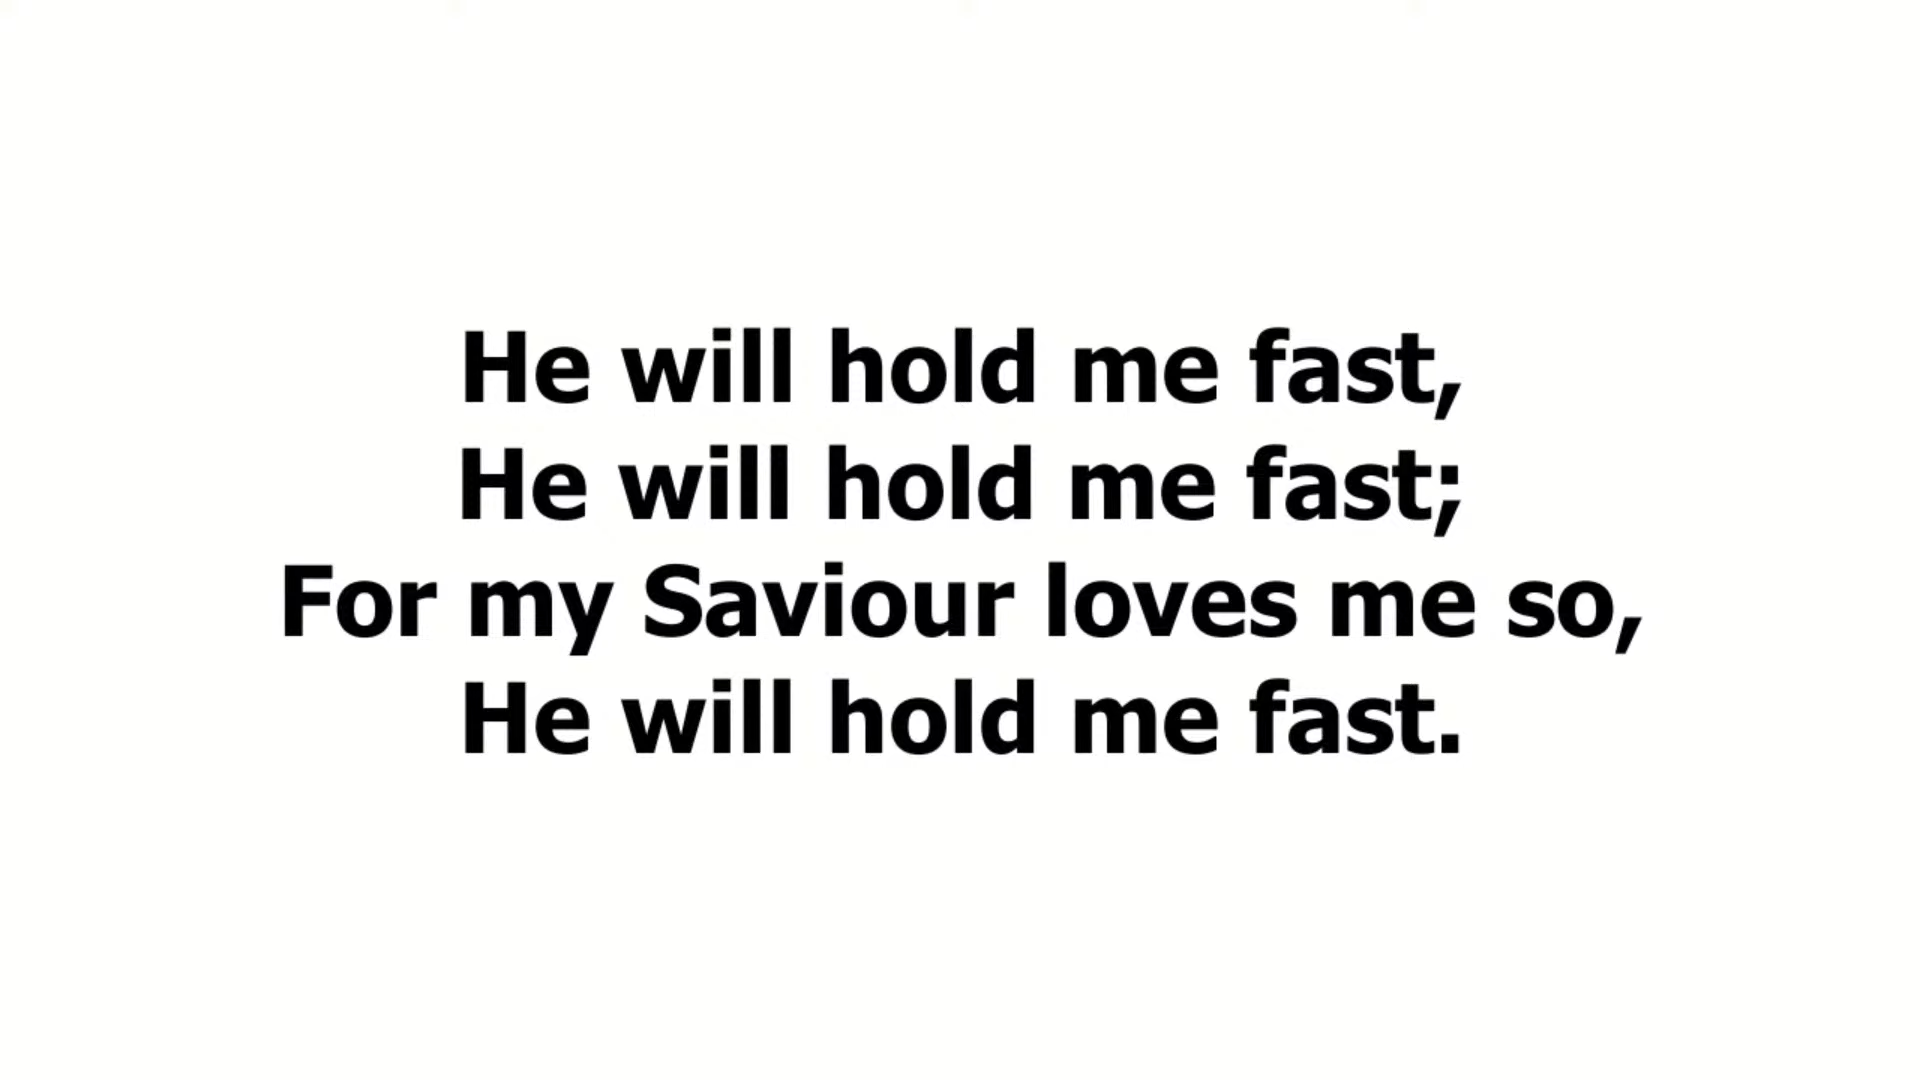 He will hold me fast,
He will hold me fast;
For my Saviour loves me so,
He will hold me fast.